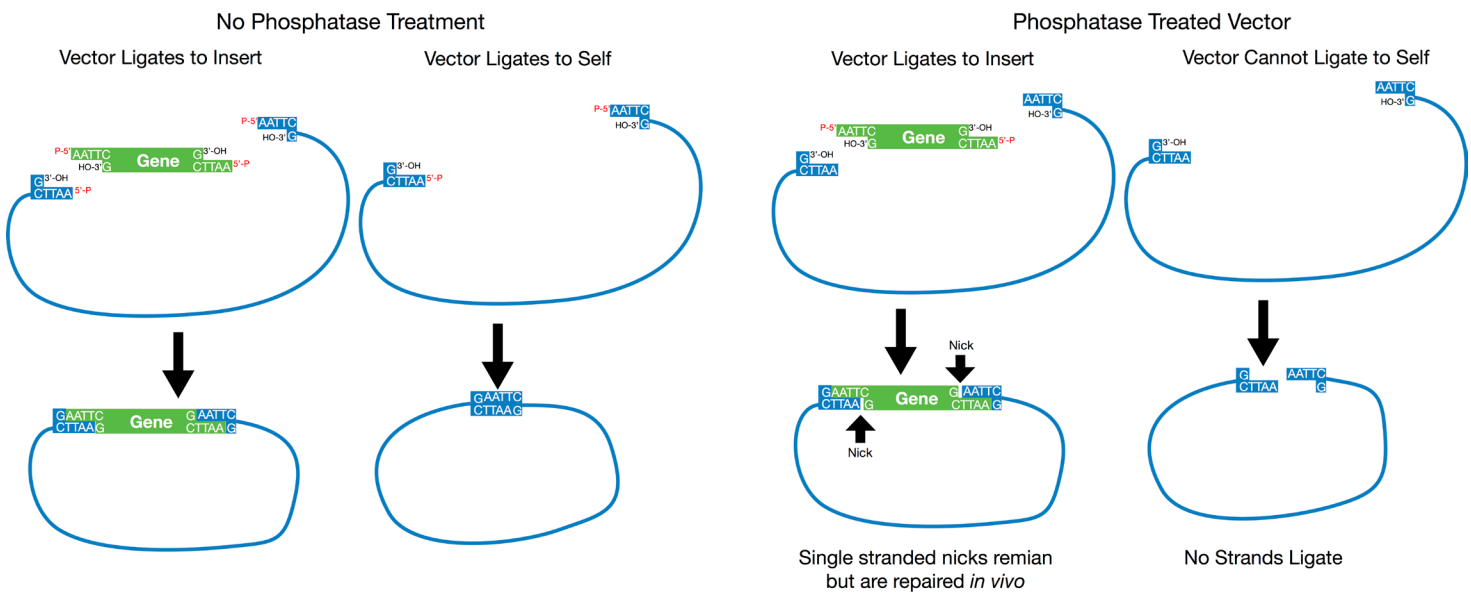 No Phosphatase Treatment
Vector Ligates to Insert
Vector Ligates to Self
P-5' AATTC
HO-3' G
P-5' AATTC Gene G 3'-OH
HO-3' G CTTAA 5'-P
G 3'-OH
CTTAA 5'-P
P-5' AATTC
HO-3' G
G 3'-OH
CTTAA 5'-P
GAATTC Gene GAATTC
CTTAAG CTTAAG
GAATTC
CTTAAG
Phosphatase Treated Vector
Vector Ligates to Insert
Vector Cannot Ligate to Self
AATTC
HO-3' G
P-5' AATTC Gene G 3'-OH
HO-3' G CTTAA 5'-P
G 3'-OH
CTTAA
AATTC
HO-3' G
G 3'-OH
CTTAA
Nick
GAATTC Gene G AATTC
CTTAA G CTTAAG
Nick
G AATTC
CTTAA G
Single stranded nicks remian
but are repaired in vivo
No Strands Ligate